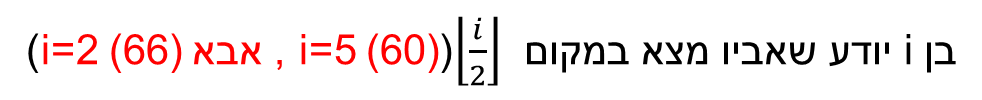 בן i יודע שאביו מצא במקום ⌊i/2⌋ (i=5 (60) , אבא i=2 (66))